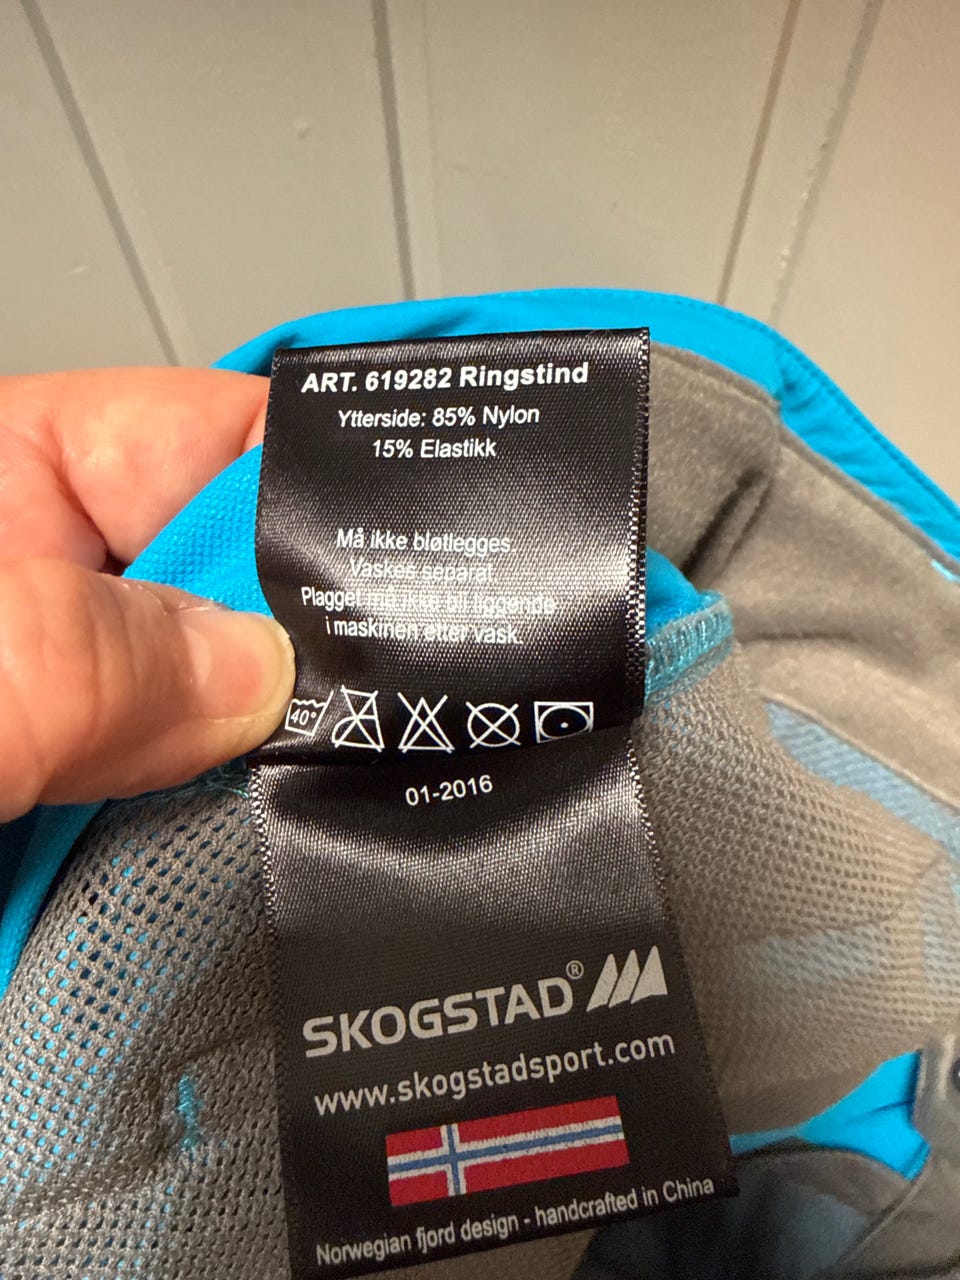 ART. 619282 Ringstind
Ytterside: 85% Nylon
15% Elastikk
Må ikke bløtlegges.
Vaskes separat
Plagget må ikke bli liggende
i maskinen etter vask.
40°
01-2016
SKOGSTAD®
www.skogstadsport.com
Norwegian fjord design - handcrafted in China